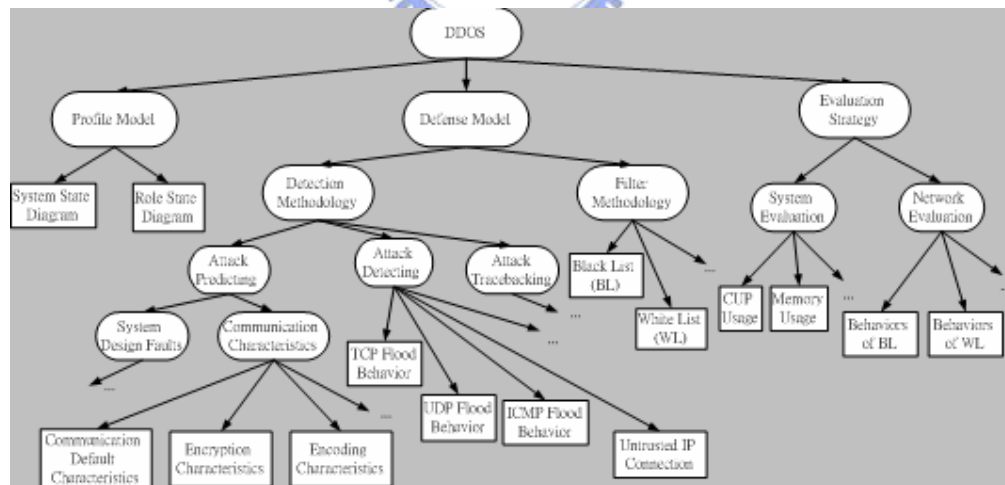 DDOS
Profile Model
Defense Model
Evaluation
Strategy
System State
Diagram
Role State
Diagram
Detection
Methodology
Filter
Methodology
System
Evaluation
Network
Evaluation
Attack
Predicting
Attack
Detecting
Attack
Tracebacking
Black List
(BL)
...
White List
(WL)
CUP
Usage
Memory
Usage
...
Behaviors
of BL
Behaviors
of WL
...
System
Design Faults
Communication
Characteristics
...
TCP Flood
Behavior
...
...
UDP Flood
Behavior
ICMP Flood
Behavior
Untrusted IP
Connection
...
Communication
Default
Characteristics
Encryption
Characteristics
Encoding
Characteristics